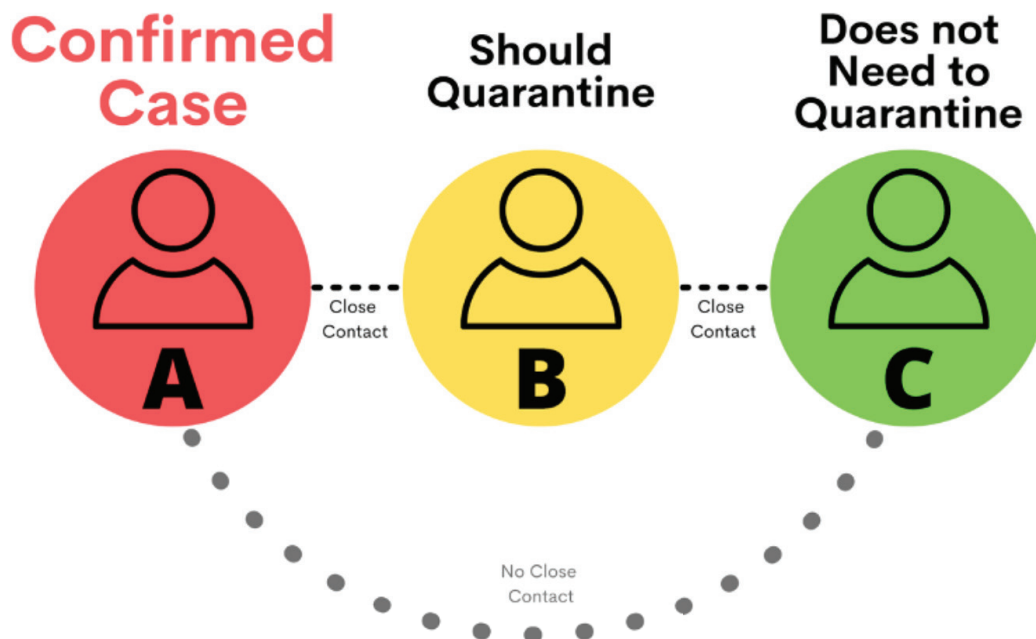 Confirmed
Case
Should
Quarantine
Does not
Need to
Quarantine
Close
Contact
Close
Contact
A
B
C
No Close
Contact